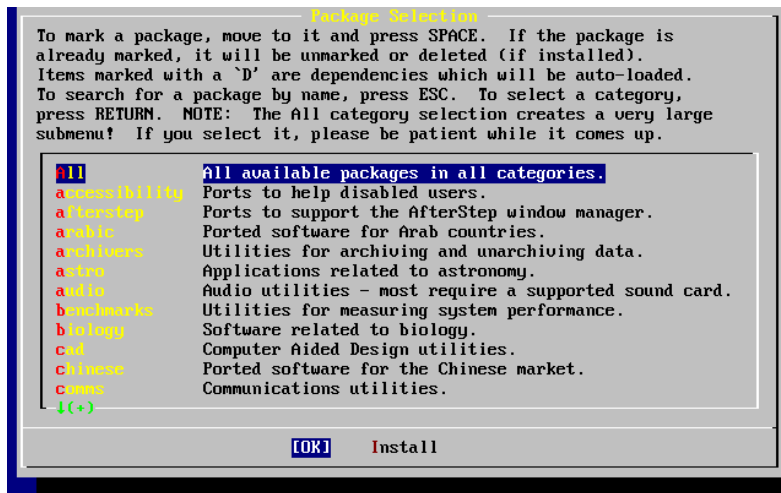 Package Selection
To mark a package, move to it and press SPACE.  If the package is
already marked, it will be unmarked or deleted (if installed).
Items marked with a `D' are dependencies which will be auto-loaded.
To search for a package by name, press ESC.  To select a category,
press RETURN.  NOTE:  The All category selection creates a very large
submenu!  If you select it, please be patient while it comes up.
All All available packages in all categories.
accessibility Ports to help disabled users.
afterstep Ports to support the AfterStep window manager.
arabic Ported software for Arab countries.
archivers Utilities for archiving and unarchiving data.
astro Applications related to astronomy.
audio Audio utilities - most require a supported sound card.
benchmarks Utilities for measuring system performance.
biology Software related to biology.
cad Computer Aided Design utilities.
chinese Ported software for the Chinese market.
comms Communications utilities.
↓(+)
[OK] Install